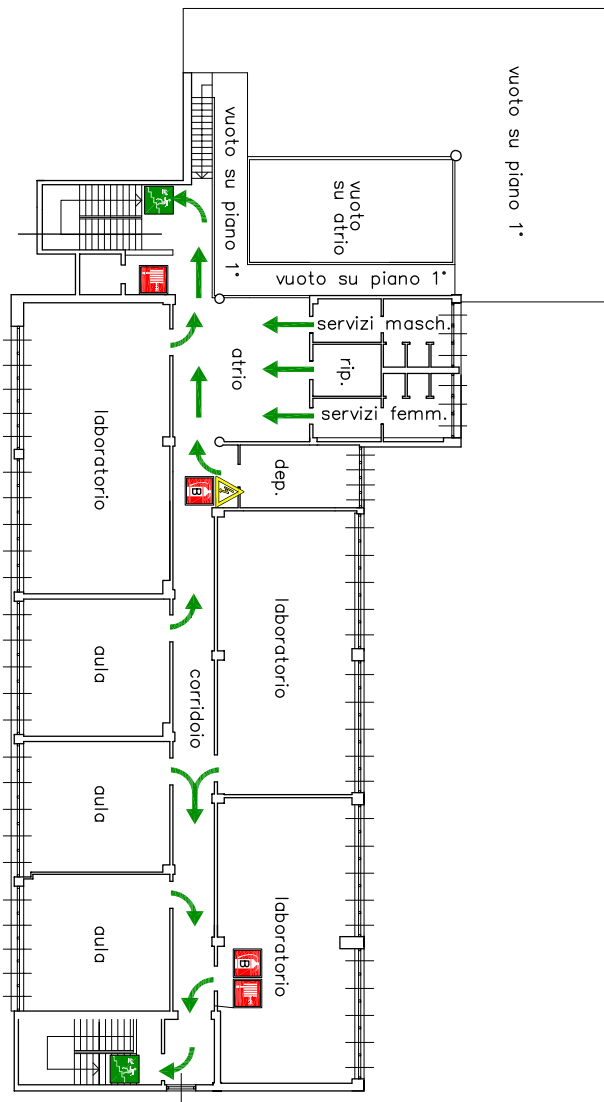 vuoto su piano 1°
vuoto su piano 1°
vuoto
su atrio
vuoto su piano 1°
servizi masch.
atrio
rip.
servizi femm.
laboratorio
dep.
B
laboratorio
aula
corridoio
aula
laboratorio
aula
B